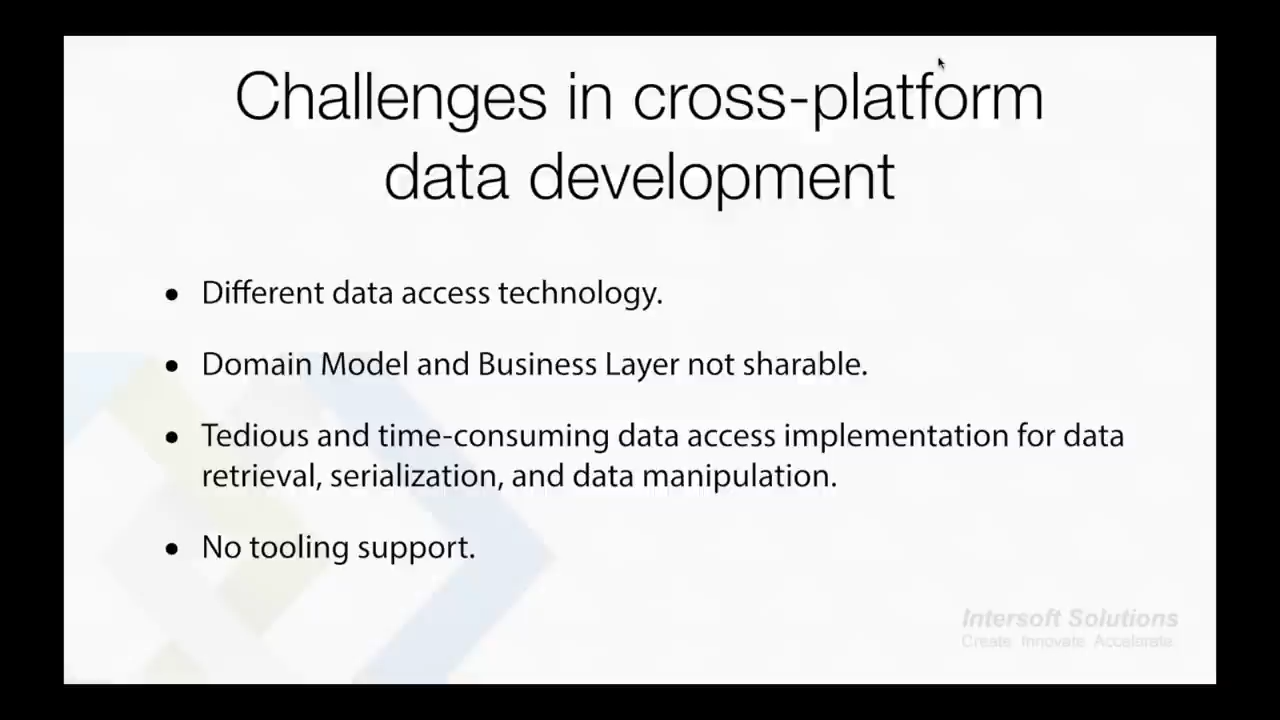 Challenges in cross-platform
data development
• Different data access technology.
• Domain Model and Business Layer not sharable.
• Tedious and time-consuming data access implementation for data
retrieval, serialization, and data manipulation.
• No tooling support.
Intersoft Solutions
Create Innovate Accelerate